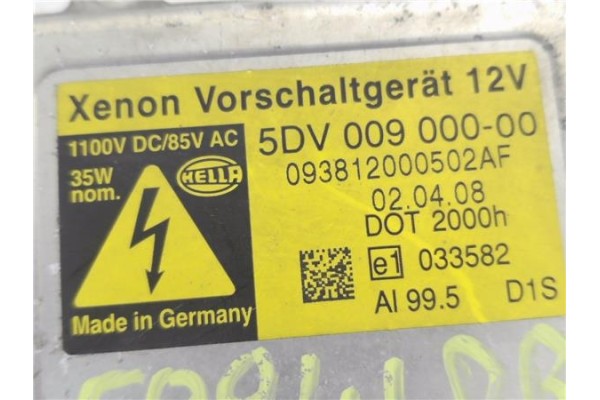 Xenon Vorschaltgerät 12V
1100V DC/85V AC
35W
nom.
HELLA
5DV 009 000-00
093812000502AF
02.04.08
DOT 2000h
e1 033582
Al 99.5 D1S
Made in Germany